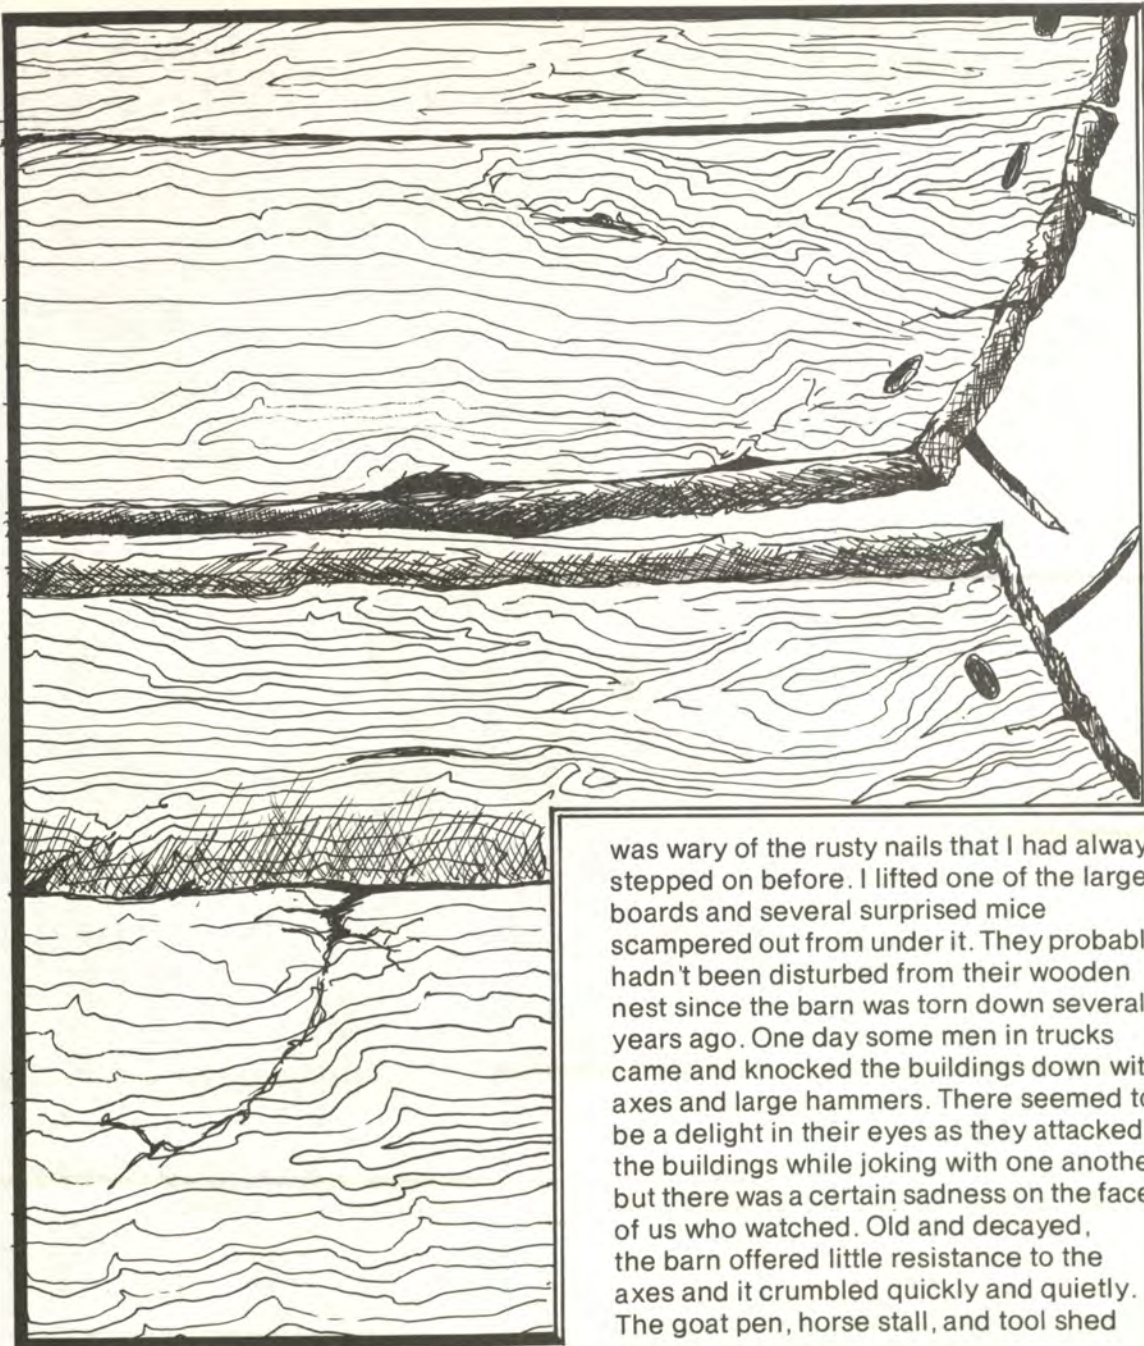 was wary of the rusty nails that I had alway
stepped on before. I lifted one of the large
boards and several surprised mice
scampered out from under it. They probabl
hadn't been disturbed from their wooden
nest since the barn was torn down several
years ago. One day some men in trucks
came and knocked the buildings down wit
axes and large hammers. There seemed to
be a delight in their eyes as they attacked
the buildings while joking with one anothe
but there was a certain sadness on the face
of us who watched. Old and decayed,
the barn offered little resistance to the
axes and it crumbled quickly and quietly.
The goat pen, horse stall, and tool shed